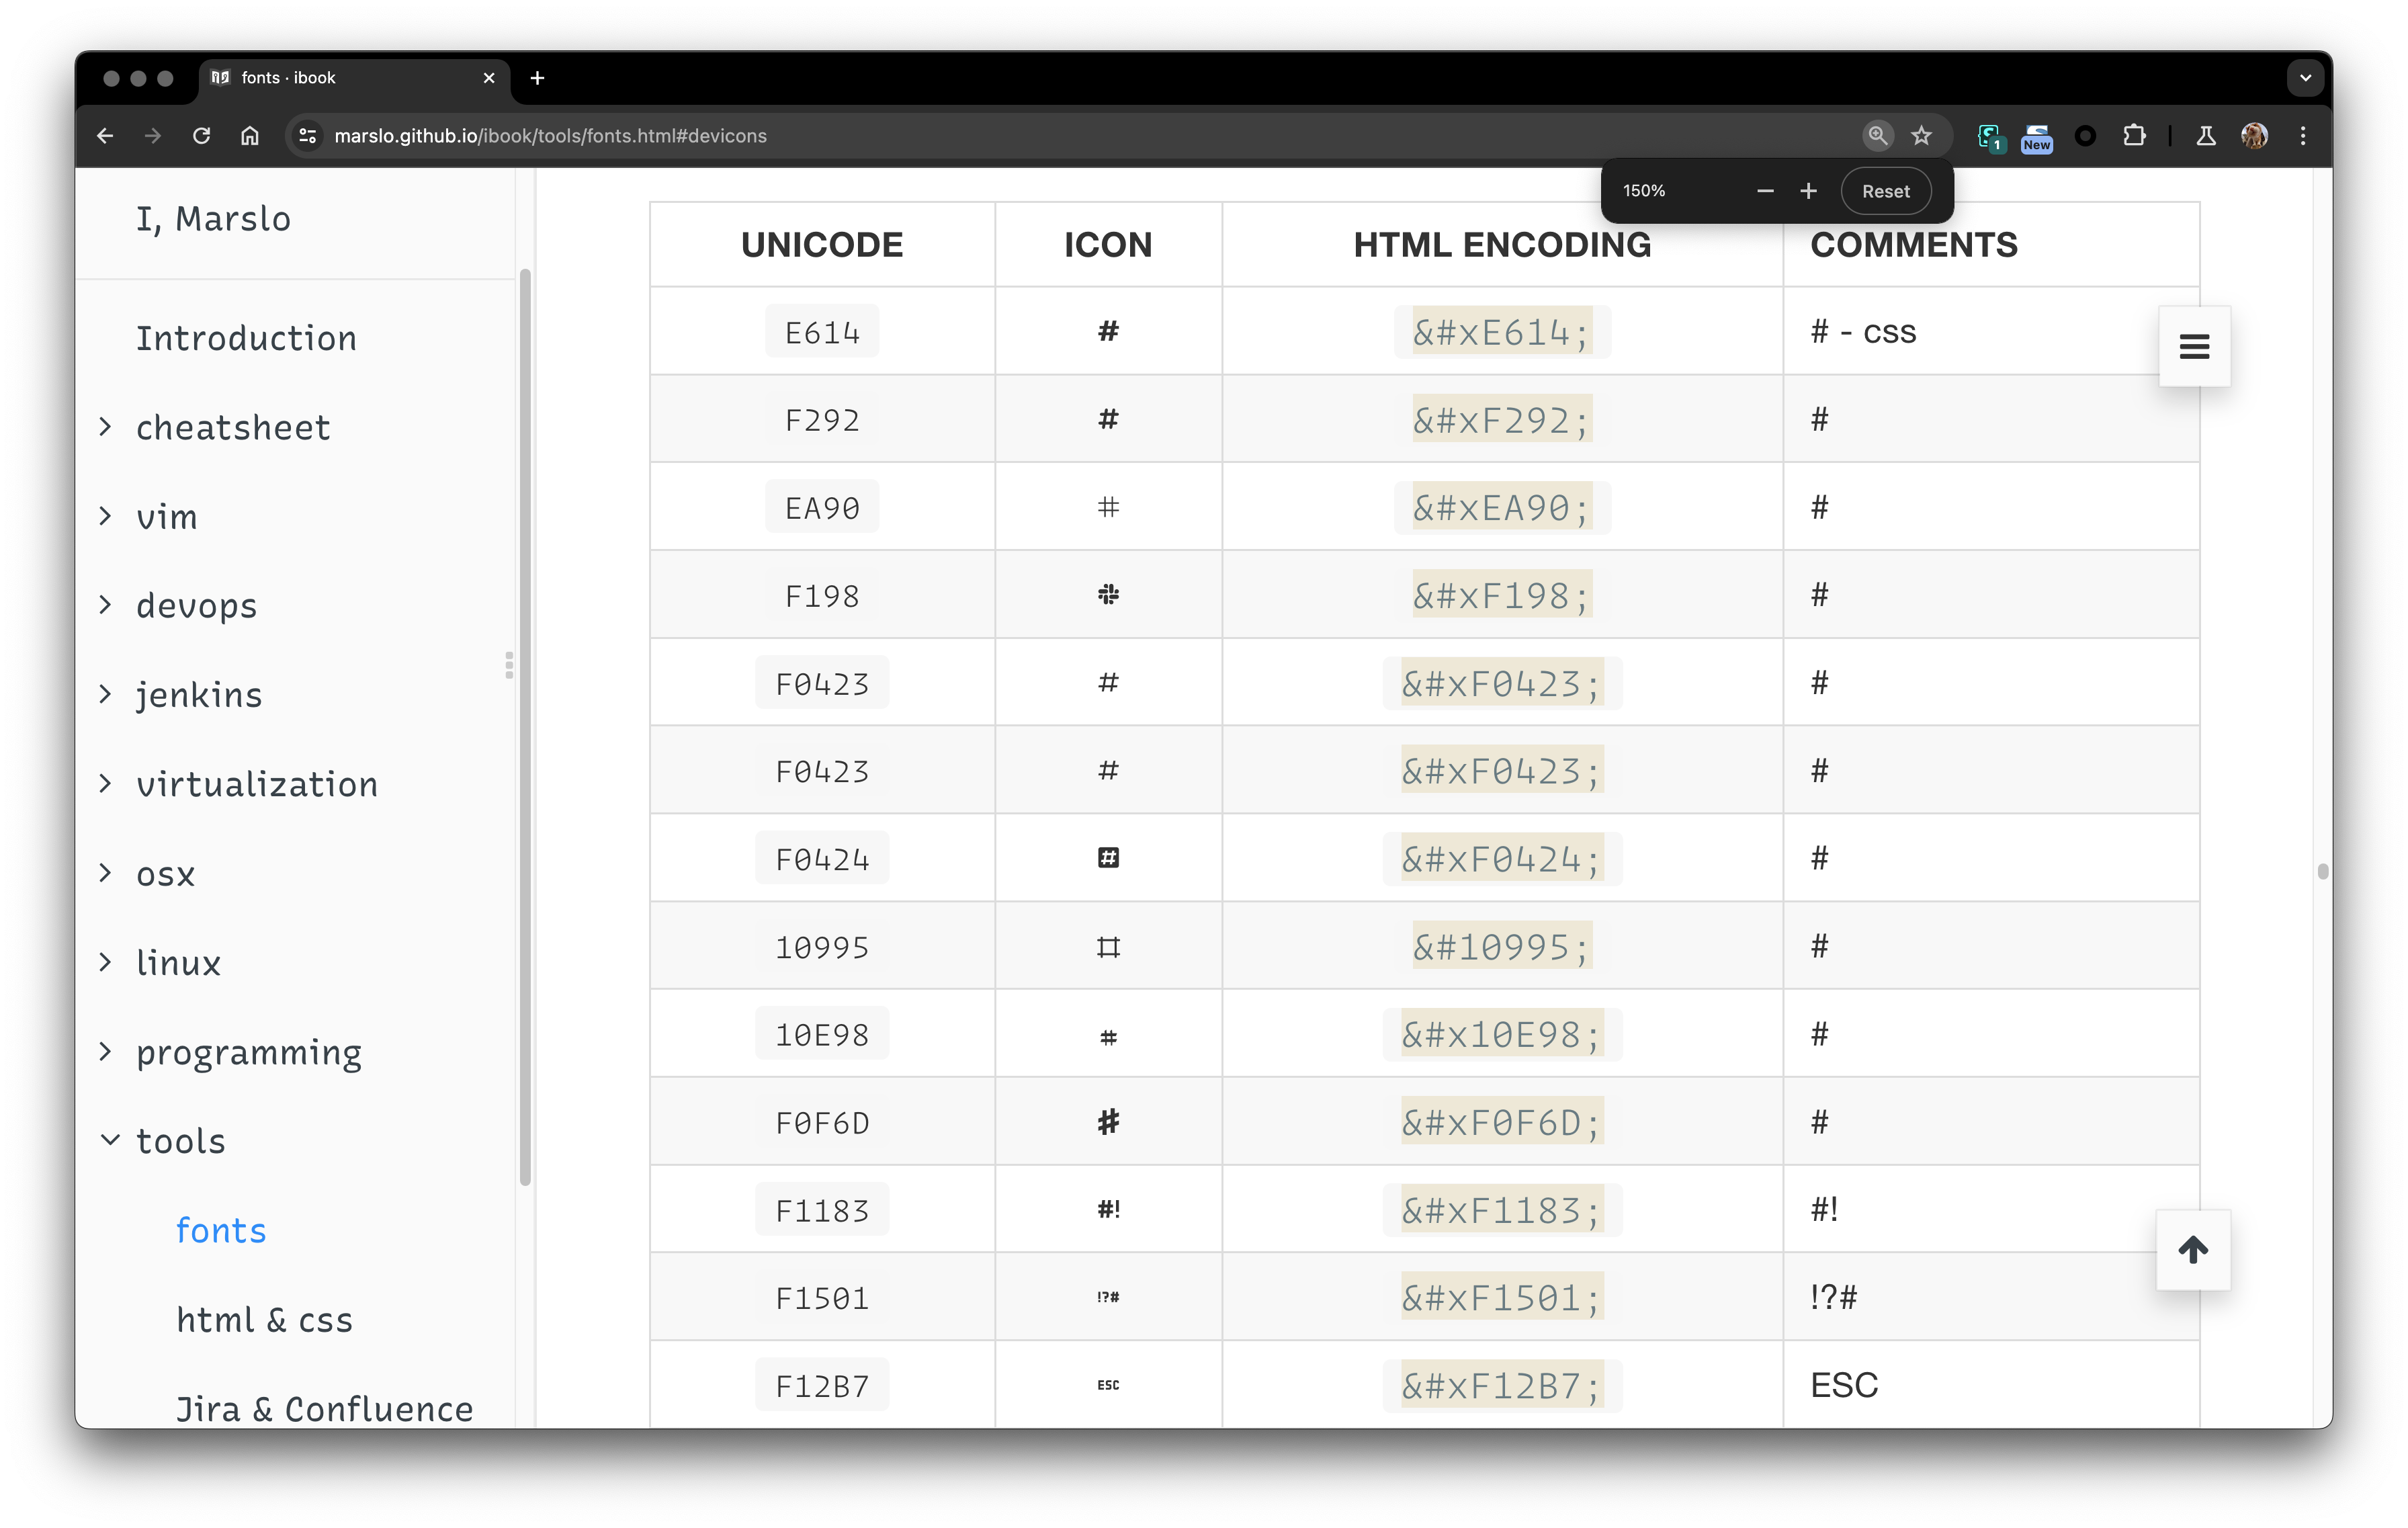 fonts · ibook
marslo.github.io/ibook/tools/fonts.html#devicons
1
New
150%
Reset
I, Marslo
Introduction
cheatsheet
vim
devops
jenkins
virtualization
osx
linux
programming
tools
fonts
html & css
Jira & Confluence
UNICODE ICON HTML ENCODING COMMENTS
E614 # &#xE614; # - css
F292 # &#xF292; #
EA90 # &#xEA90; #
F198 &#xF198; #
F0423 # &#xF0423; #
F0423 # &#xF0423; #
F0424 # &#xF0424; #
10995 # &#10995; #
10E98 # &#x10E98; #
F0F6D # &#xF0F6D; #
F1183 #! &#xF1183; #!
F1501 !?# &#xF1501; !?#
F12B7 ESC &#xF12B7; ESC